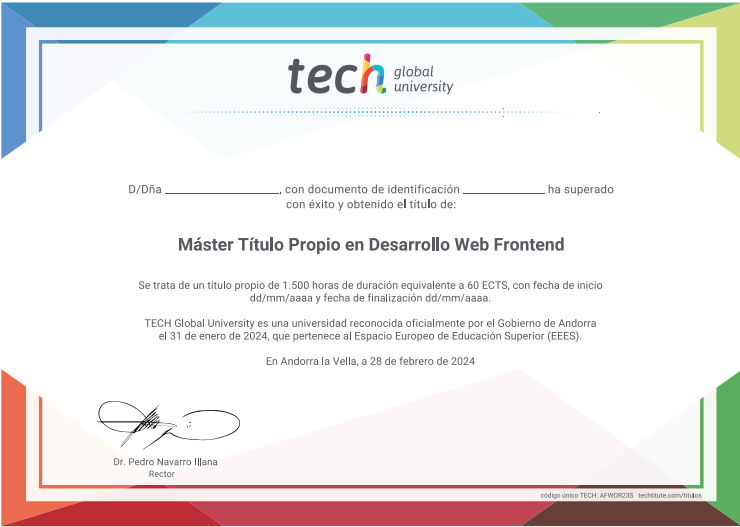 tech global university
D/Dña ____________________, con documento de identificación ______________ ha superado
con éxito y obtenido el título de:
Máster Título Propio en Desarrollo Web Frontend
Se trata de un título propio de 1.500 horas de duración equivalente a 60 ECTS, con fecha de inicio
dd/mm/aaaa y fecha de finalización dd/mm/aaaa.
TECH Global University es una universidad reconocida oficialmente por el Gobierno de Andorra
el 31 de enero de 2024, que pertenece al Espacio Europeo de Educación Superior (EEES).
En Andorra la Vella, a 28 de febrero de 2024
Dr. Pedro Navarro Illana
Rector
código único TECH: AFWOR23S techtitute.com/titulos